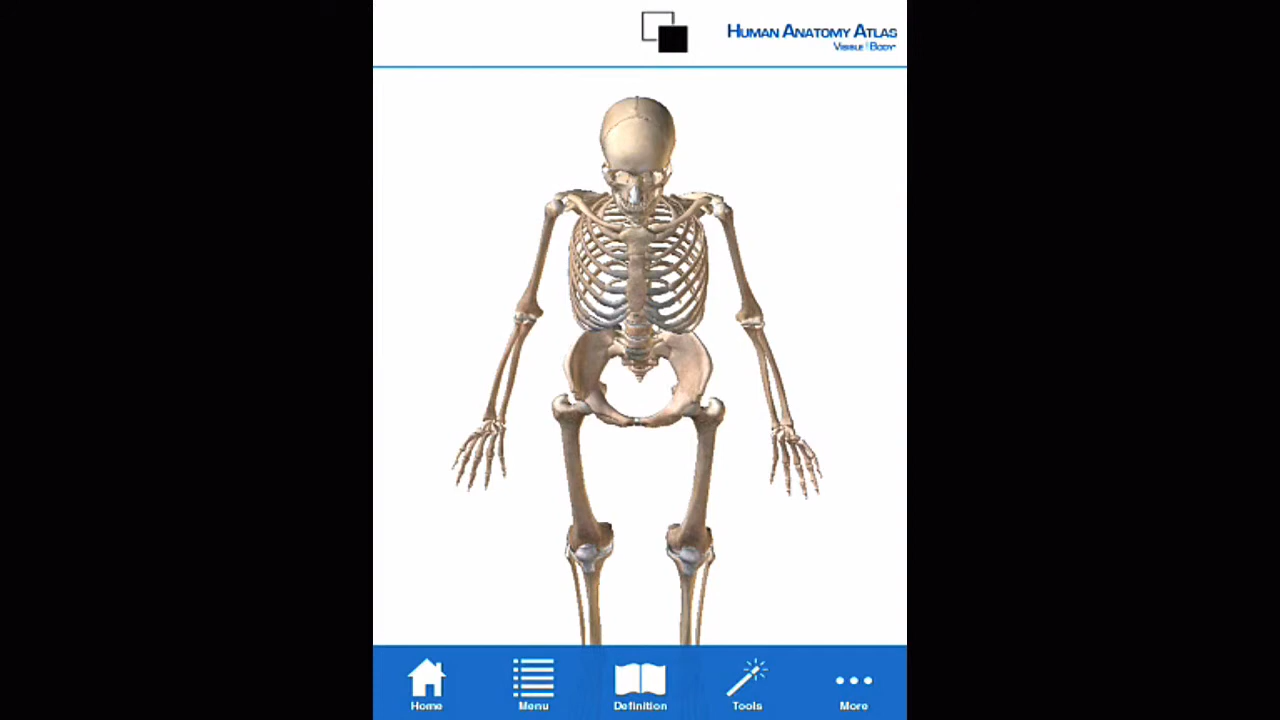 HUMAN ANATOMY ATLAS
VISIBLE BODY
Home
Menu
Definition
Tools
More